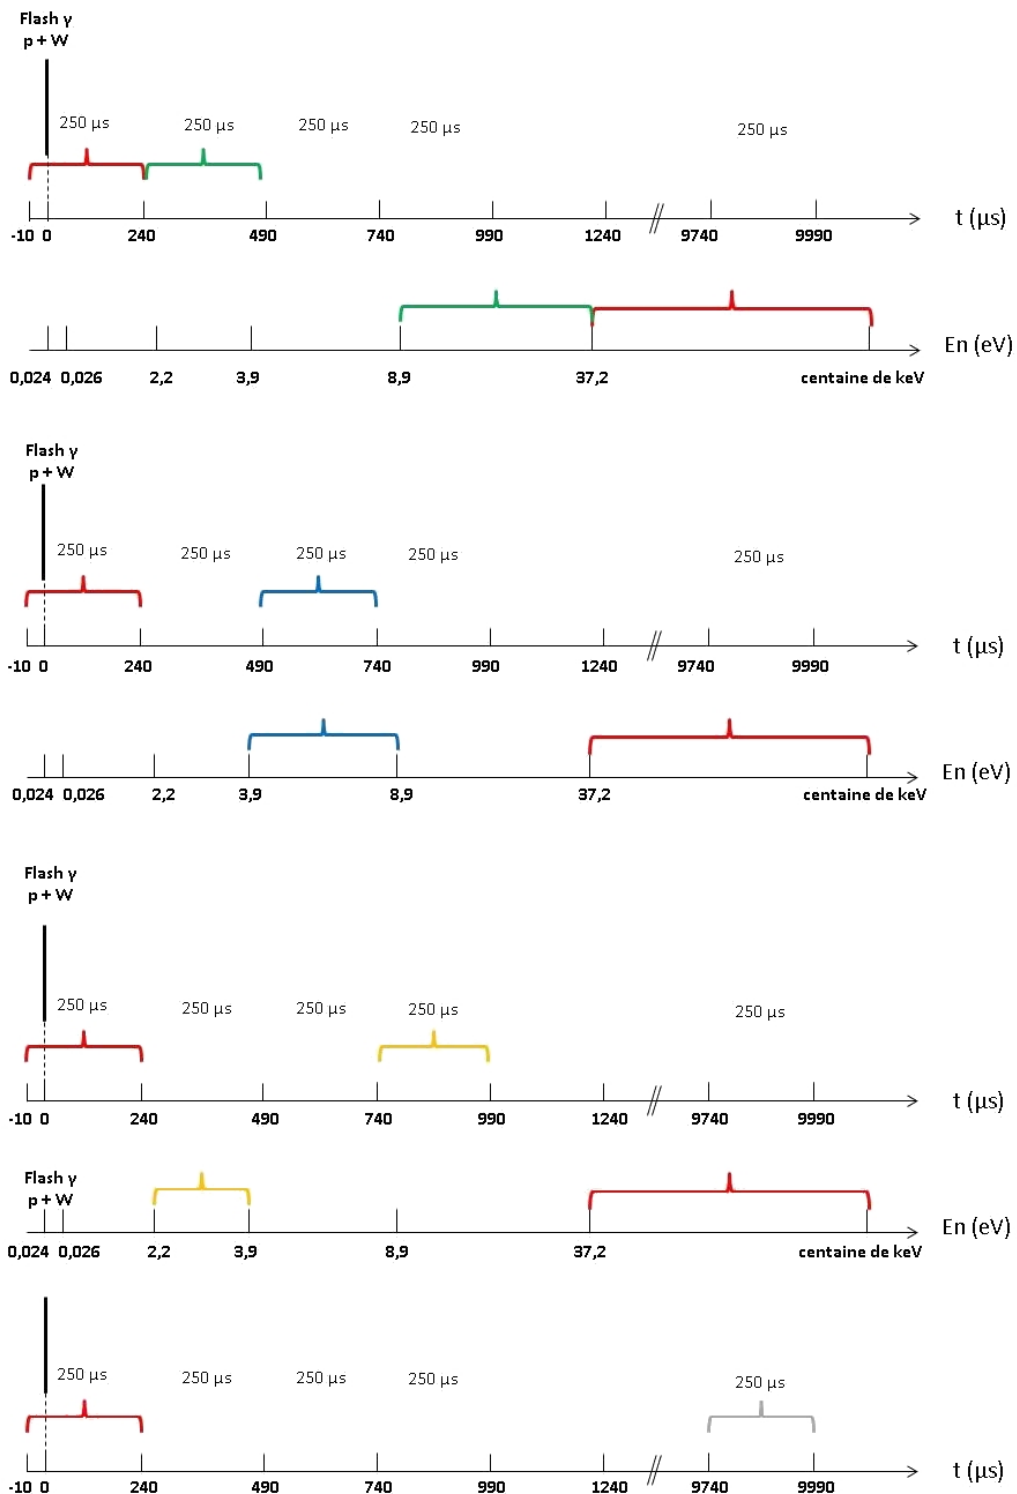 Flash γ
p + W
250 µs 250 µs 250 µs 250 µs 250 µs
-10 0 240 490 740 990 1240 9740 9990 t (µs)
En (eV)
0,024 0,026 2,2 3,9 8,9 37,2 centaine de keV
Flash γ
p + W
250 µs 250 µs 250 µs 250 µs 250 µs
-10 0 240 490 740 990 1240 9740 9990 t (µs)
En (eV)
0,024 0,026 2,2 3,9 8,9 37,2 centaine de keV
Flash γ
p + W
250 µs 250 µs 250 µs 250 µs 250 µs
-10 0 240 490 740 990 1240 9740 9990 t (µs)
Flash γ
p + W
En (eV)
0,024 0,026 2,2 3,9 8,9 37,2 centaine de keV
250 µs 250 µs 250 µs 250 µs 250 µs
-10 0 240 490 740 990 1240 9740 9990 t (µs)